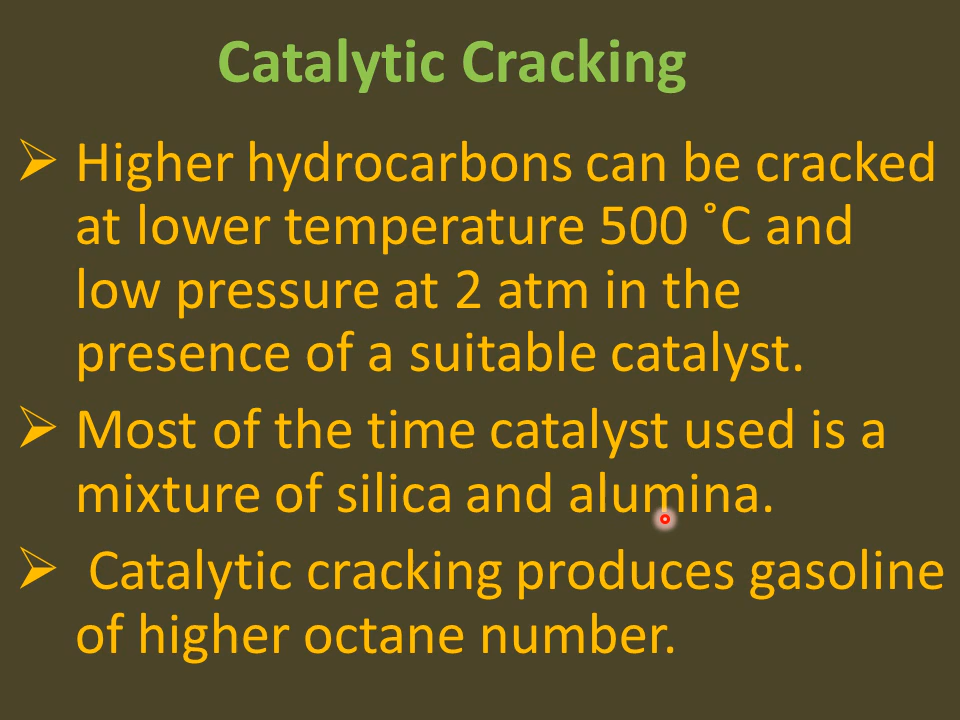 Catalytic Cracking
➢ Higher hydrocarbons can be cracked
at lower temperature 500 ˚C and
low pressure at 2 atm in the
presence of a suitable catalyst.
➢ Most of the time catalyst used is a
mixture of silica and alumina.
➢ Catalytic cracking produces gasoline
of higher octane number.